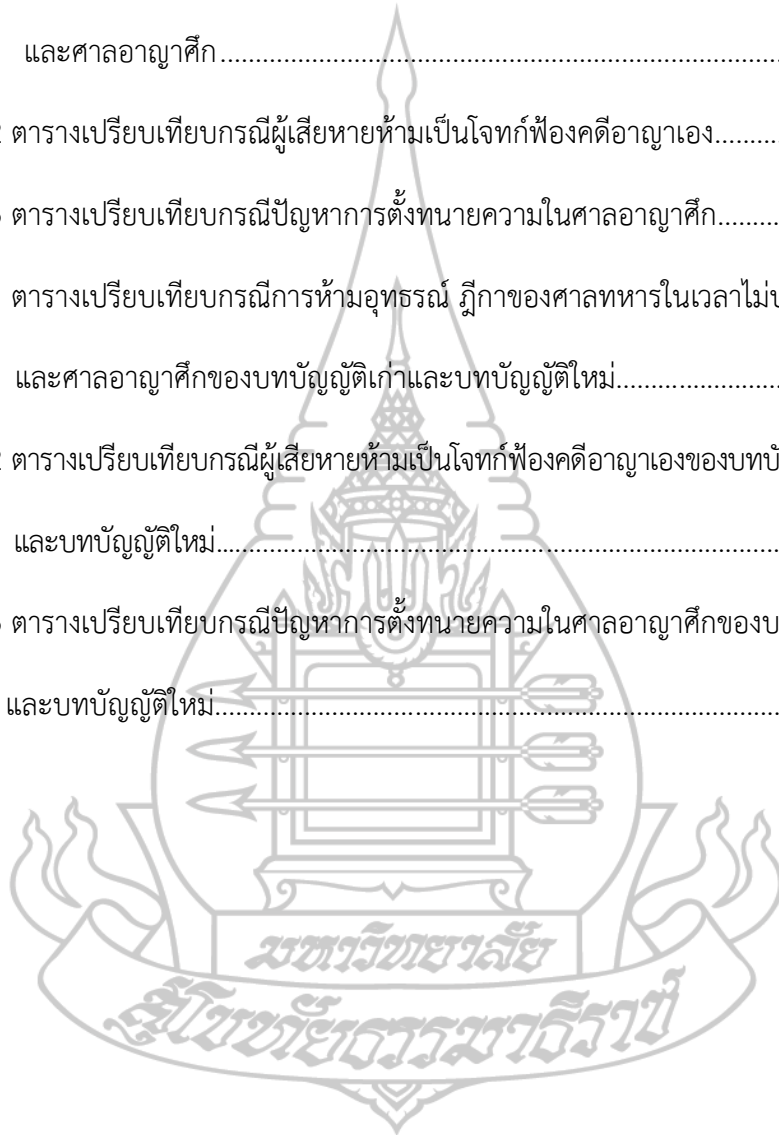 และศาลอาญาศึก........................................................................
ตารางเปรียบเทียบกรณีผู้เสียหายห้ามเป็นโจทก์ฟ้องคดีอาญาเอง...........
ตารางเปรียบเทียบกรณีปัญหาการตั้งทนายความในศาลอาญาศึก..........
ตารางเปรียบเทียบกรณีการห้ามอุทธรณ์ ฎีกาของศาลทหารในเวลาไม่
และศาลอาญาศึกของบทบัญญัติเก่าและบทบัญญัติใหม่......................
ตารางเปรียบเทียบกรณีผู้เสียหายห้ามเป็นโจทก์ฟ้องคดีอาญาเองของ
และบทบัญญัติใหม่........................................................................
ตารางเปรียบเทียบกรณีปัญหาการตั้งทนายความในศาลอาญาศึกของ
และบทบัญญัติใหม่........................................................................
มหาวิทยาลัย
สุโขทัยธรรมาธิราช